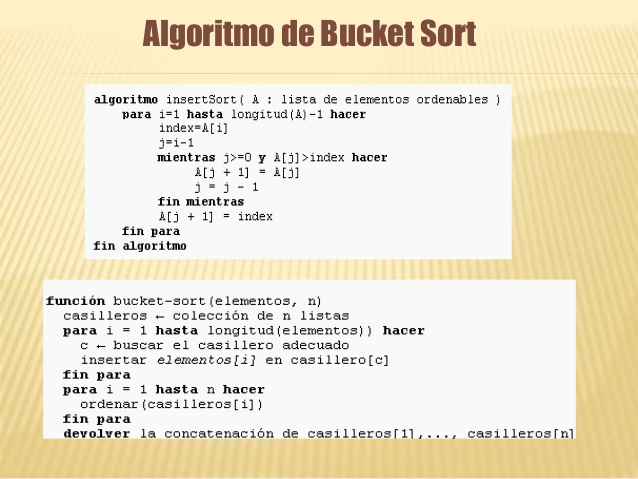 Algoritmo de Bucket Sort
algoritmo insertSort( A : lista de elementos ordenables )
para i=1 hasta longitud(A)-1 hacer
index=A[i]
j=i-1
mientras j>=0 y A[j]>index hacer
A[j + 1] = A[j]
j = j - 1
fin mientras
A[j + 1] = index
fin para
fin algoritmo
función bucket-sort(elementos, n)
casilleros ← colección de n listas
para i = 1 hasta longitud(elementos)) hacer
c ← buscar el casillero adecuado
insertar elementos[i] en casillero[c]
fin para
para i = 1 hasta n hacer
ordenar(casilleros[i])
fin para
devolver la concatenación de casilleros[1],..., casilleros[n]